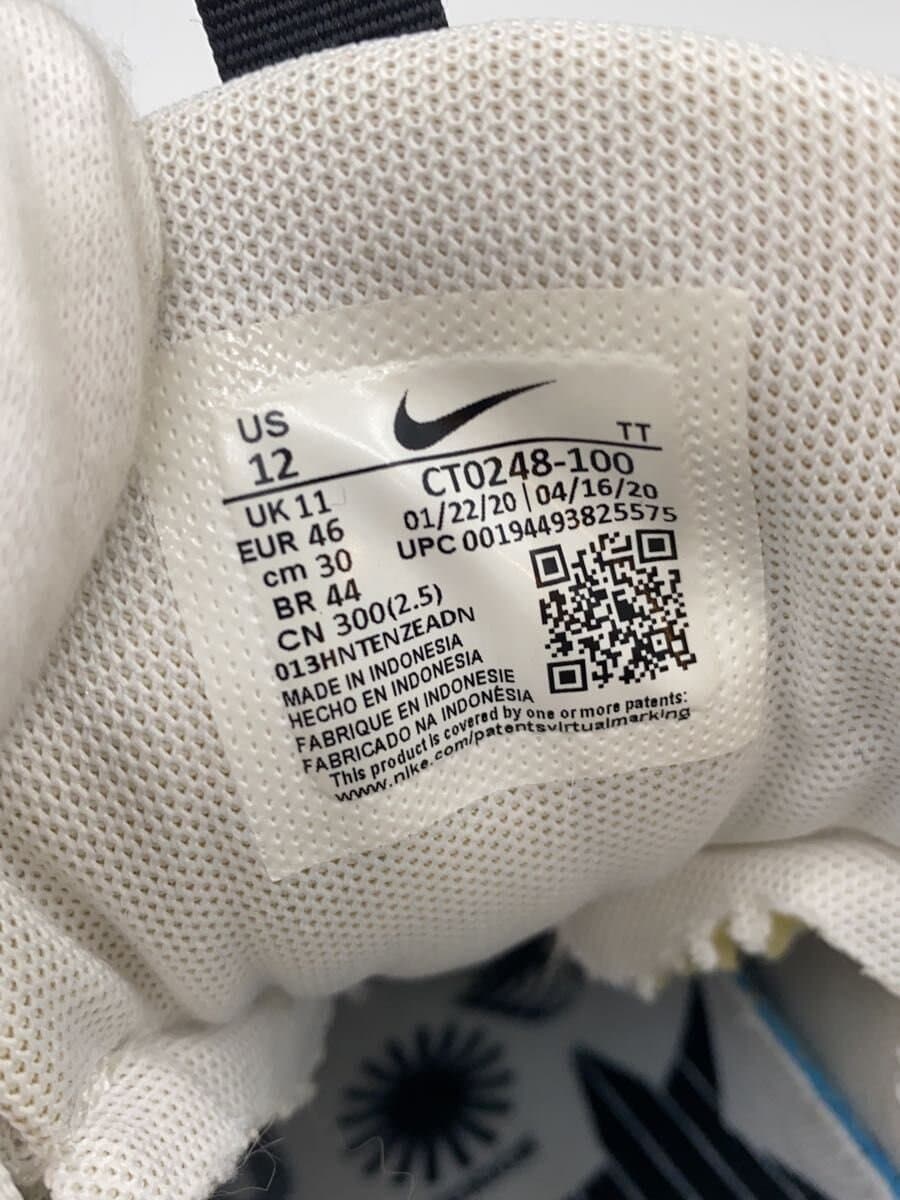 US
12
TT
CT0248-100
UK 11
01/22/20 | 04/16/20
EUR 46
UPC 00194493825575
cm 30
BR 44
CN 300(2.5)
013HNTENZEADN
MADE IN INDONESIA
HECHO EN INDONESIA
FABRIQUE EN INDONESIE
FABRICADO NA INDONÉSIA
This product is covered by one or more patents:
www.nike.com/patentsvirtualmarking